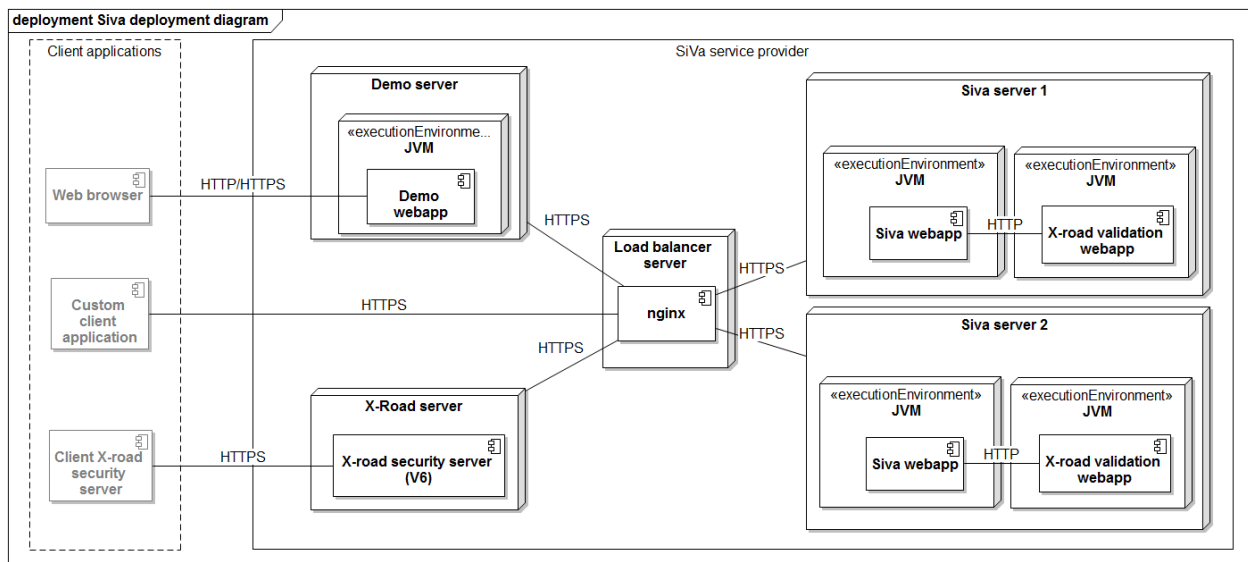 deployment Siva deployment diagram
Client applications
SiVa service provider
Demo server
«executionEnvironme...
JVM
Demo
webapp
Web browser
HTTP/HTTPS
HTTPS
Custom
client
application
HTTPS
Load balancer
server
nginx
HTTPS
HTTPS
HTTPS
X-Road server
X-road security server
(V6)
Client X-road
security
server
HTTPS
Siva server 1
«executionEnvironment»
JVM
Siva webapp
HTTP
«executionEnvironment»
JVM
X-road validation
webapp
Siva server 2
«executionEnvironment»
JVM
Siva webapp
HTTP
«executionEnvironment»
JVM
X-road validation
webapp